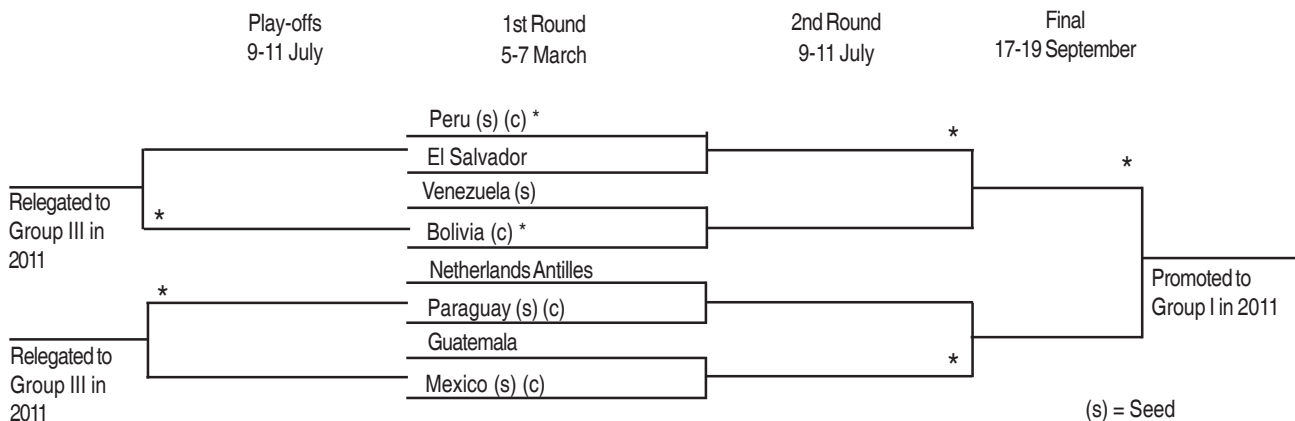 Play-offs
9-11 July
1st Round
5-7 March
2nd Round
9-11 July
Final
17-19 September
Peru (s) (c) *
El Salvador
Venezuela (s)
Bolivia (c) *
Netherlands Antilles
Paraguay (s) (c)
Guatemala
Mexico (s) (c)
Relegated to
Group III in
2011
*
Relegated to
Group III in
2011
*
*
*
*
Promoted to
Group I in 2011
(s) = Seed